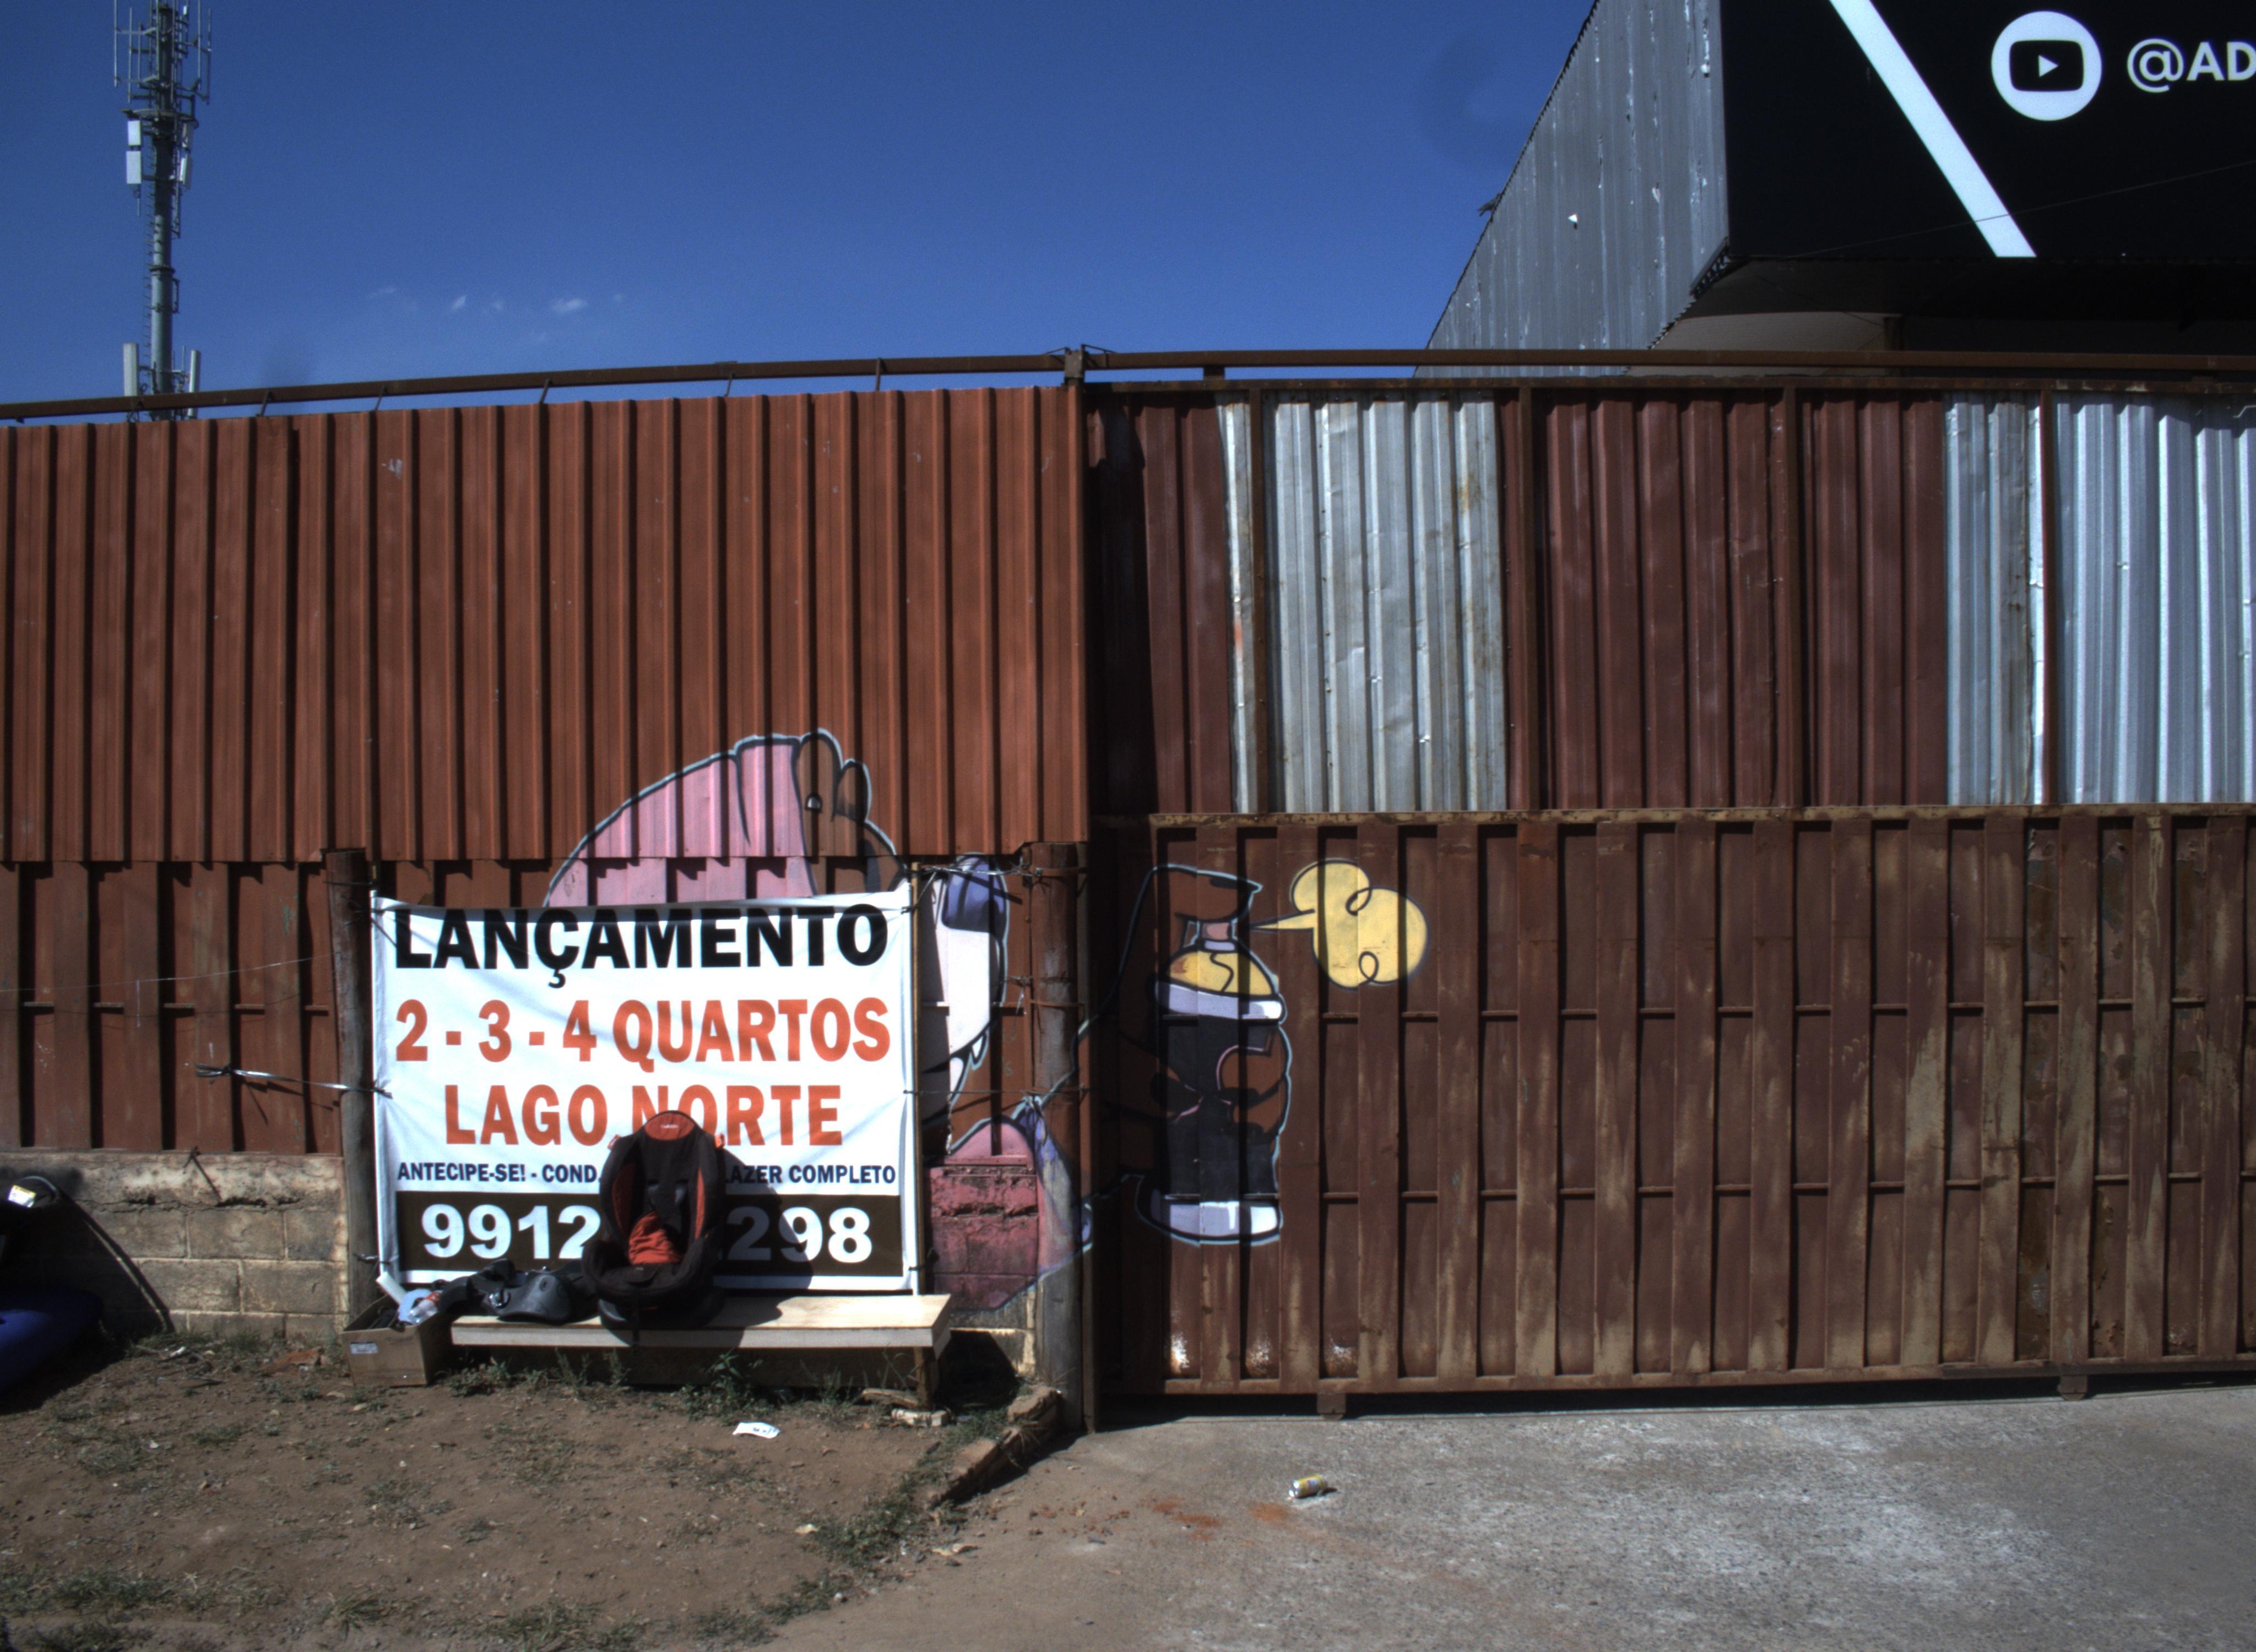 @AD
LANÇAMENTO
2 - 3 - 4 QUARTOS
LAGO NORTE
ANTECIPE-SE! - COND. LAZER COMPLETO
9912 298